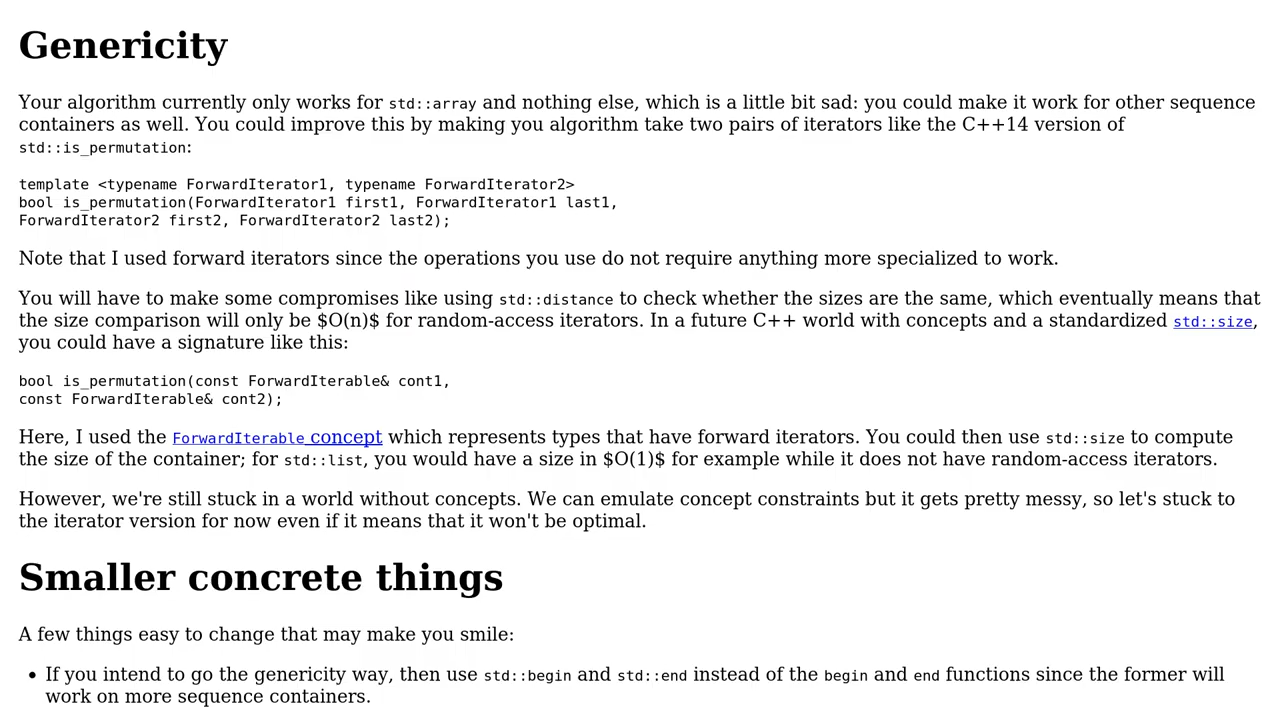 Genericity
Your algorithm currently only works for std::array and nothing else, which is a little bit sad: you could make it work for other sequence
containers as well. You could improve this by making you algorithm take two pairs of iterators like the C++14 version of
std::is_permutation:
template <typename ForwardIterator1, typename ForwardIterator2>
bool is_permutation(ForwardIterator1 first1, ForwardIterator1 last1,
ForwardIterator2 first2, ForwardIterator2 last2);
Note that I used forward iterators since the operations you use do not require anything more specialized to work.
You will have to make some compromises like using std::distance to check whether the sizes are the same, which eventually means that
the size comparison will only be $O(n)$ for random-access iterators. In a future C++ world with concepts and a standardized std::size,
you could have a signature like this:
bool is_permutation(const ForwardIterable& cont1,
const ForwardIterable& cont2);
Here, I used the ForwardIterable concept which represents types that have forward iterators. You could then use std::size to compute
the size of the container; for std::list, you would have a size in $O(1)$ for example while it does not have random-access iterators.
However, we're still stuck in a world without concepts. We can emulate concept constraints but it gets pretty messy, so let's stuck to
the iterator version for now even if it means that it won't be optimal.
Smaller concrete things
A few things easy to change that may make you smile:
• If you intend to go the genericity way, then use std::begin and std::end instead of the begin and end functions since the former will
work on more sequence containers.